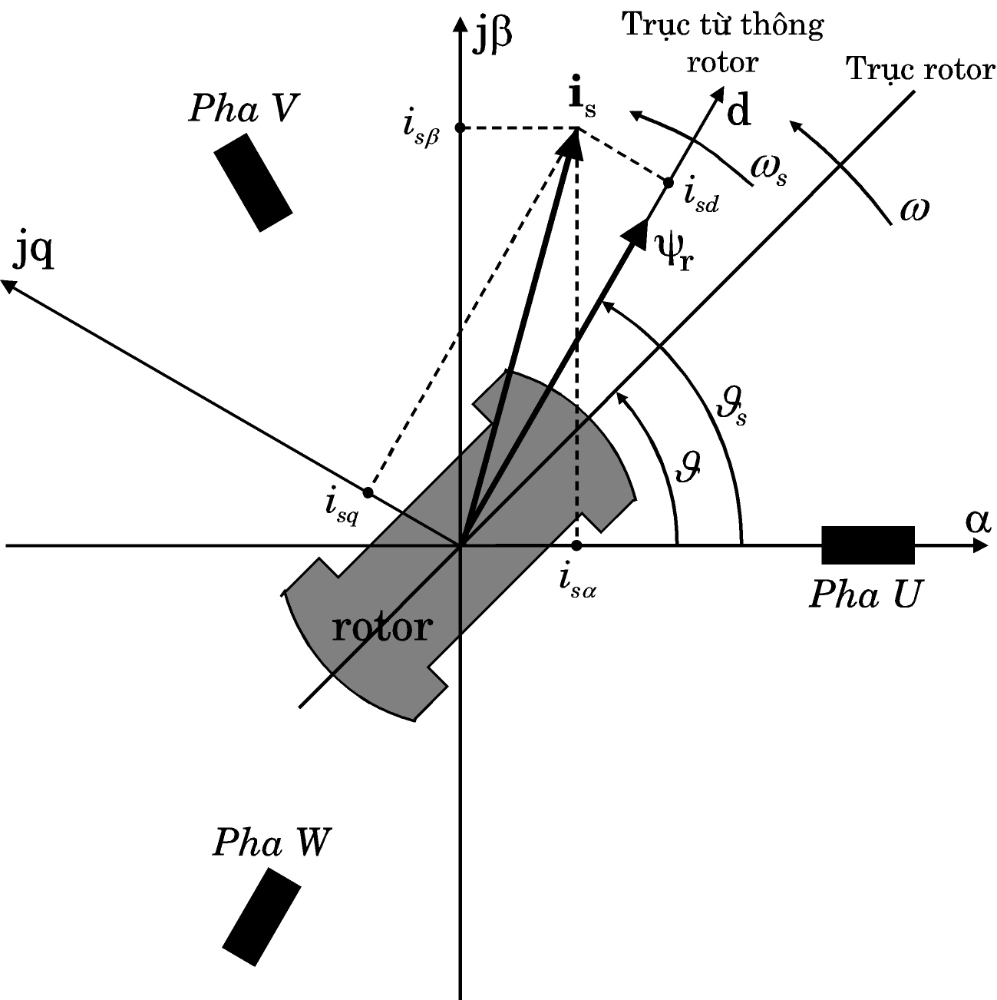 jβ
Trục từ thông
rotor
Trục rotor
i_s
d
Pha V
i_sβ
ω_s
i_sd
ω
jq
ψ_r
ϑ_s
ϑ
i_sq
α
i_sα
Pha U
rotor
Pha W